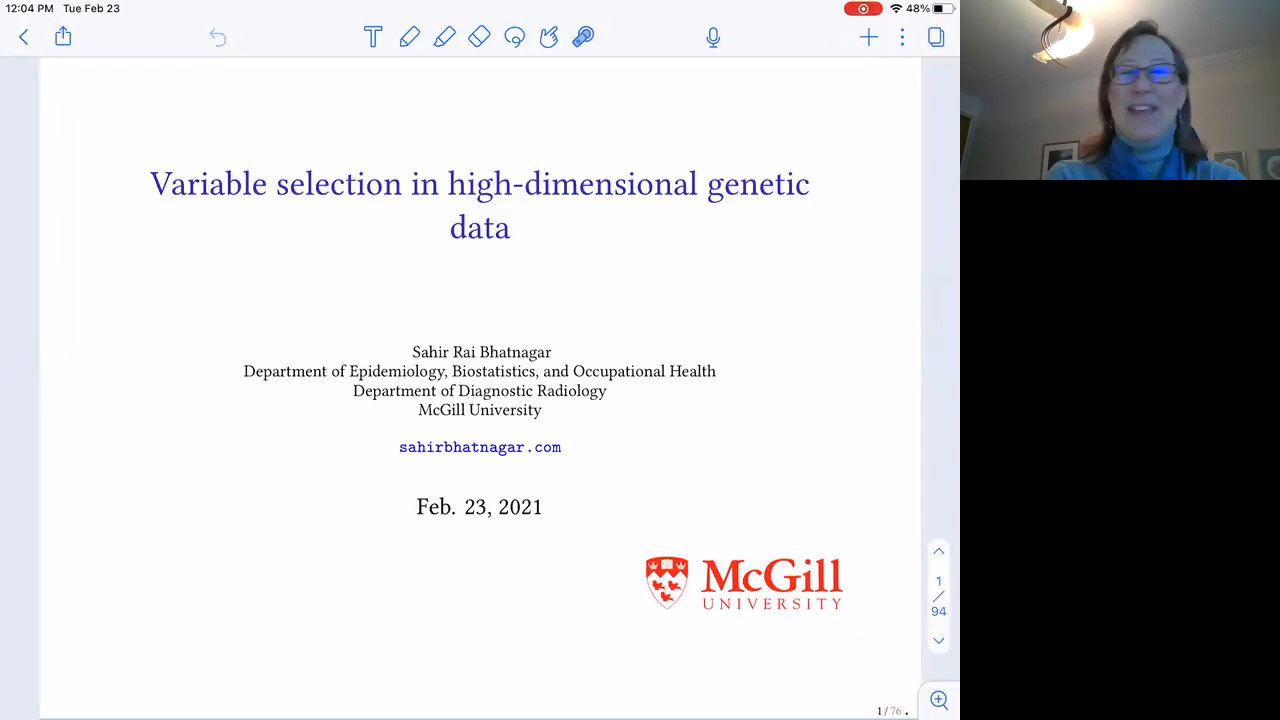 12:04 PM Tue Feb 23
48%
T
Variable selection in high-dimensional genetic
data
Sahir Rai Bhatnagar
Department of Epidemiology, Biostatistics, and Occupational Health
Department of Diagnostic Radiology
McGill University
sahirbhatnagar.com
Feb. 23, 2021
McGill
UNIVERSITY
1
/
94
1 / 76